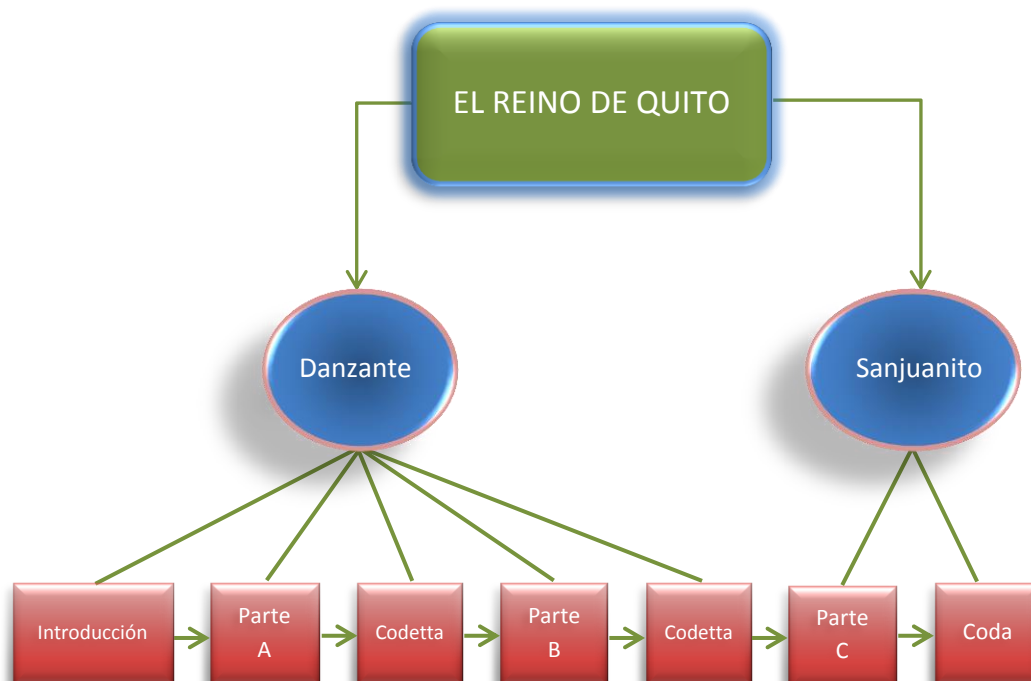 EL REINO DE QUITO
Danzante
Sanjuanito
Introducción
Parte
A
Codetta
Parte
B
Codetta
Parte
C
Coda